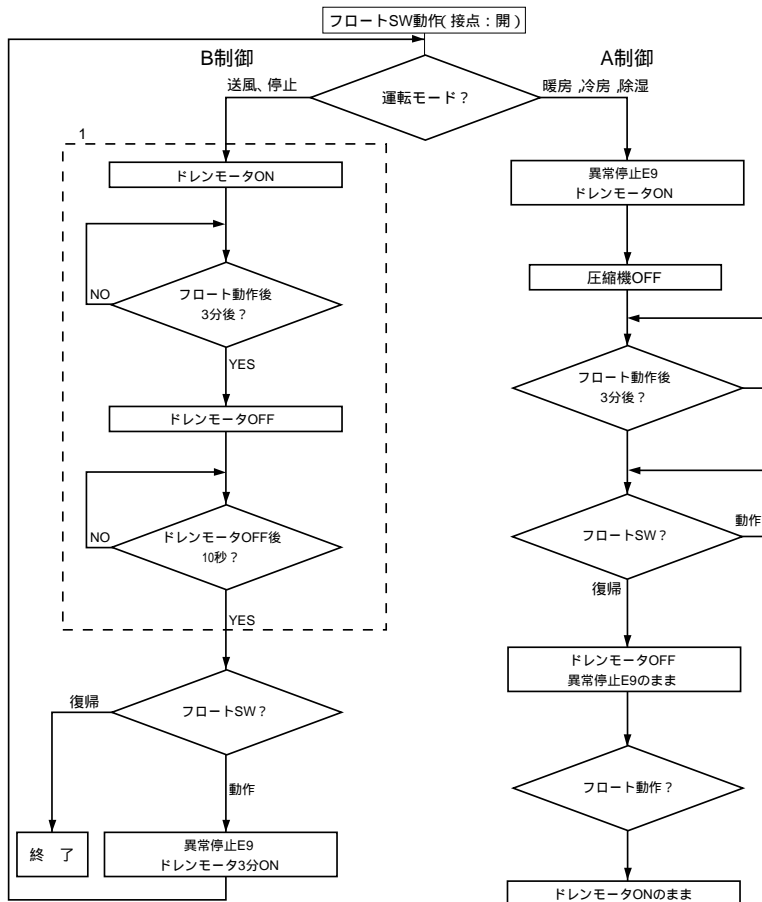 フロートSW動作(接点：開)
B制御
A制御
送風、停止
運転モード？
暖房,冷房,除湿
1
ドレンモータON
NO
フロート動作後
3分後？
YES
ドレンモータOFF
NO
ドレンモータOFF後
10秒？
YES
復帰
フロートSW？
動作
終 了
異常停止E9
ドレンモータ3分ON
異常停止E9
ドレンモータON
圧縮機OFF
フロート動作後
3分後？
フロートSW？
動作
復帰
ドレンモータOFF
異常停止E9のまま
フロート動作？
ドレンモータONのまま